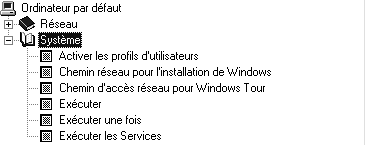 Ordinateur par défaut
Réseau
Système
Activer les profils d'utilisateurs
Chemin réseau pour l'installation de Windows
Chemin d'accès réseau pour Windows Tour
Exécuter
Exécuter une fois
Exécuter les Services